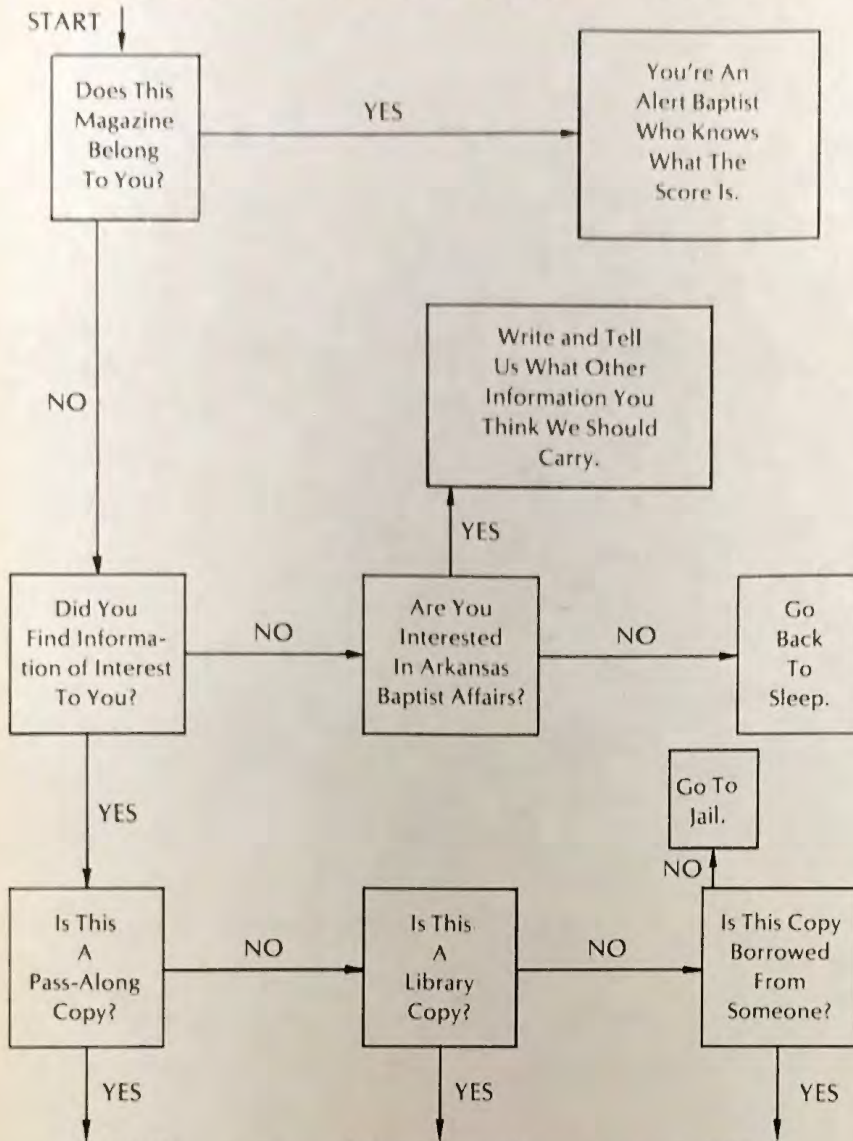 START
Does This
Magazine
Belong
To You?
YES
You're An
Alert Baptist
Who Knows
What The
Score Is.
NO
Write and Tell
Us What Other
Information You
Think We Should
Carry.
YES
Did You
Find Informa-
tion of Interest
To You?
NO
Are You
Interested
In Arkansas
Baptist Affairs?
NO
Go
Back
To
Sleep.
YES
Go To
Jail.
NO
Is This
A
Pass-Along
Copy?
NO
Is This
A
Library
Copy?
NO
Is This Copy
Borrowed
From
Someone?
YES
YES
YES